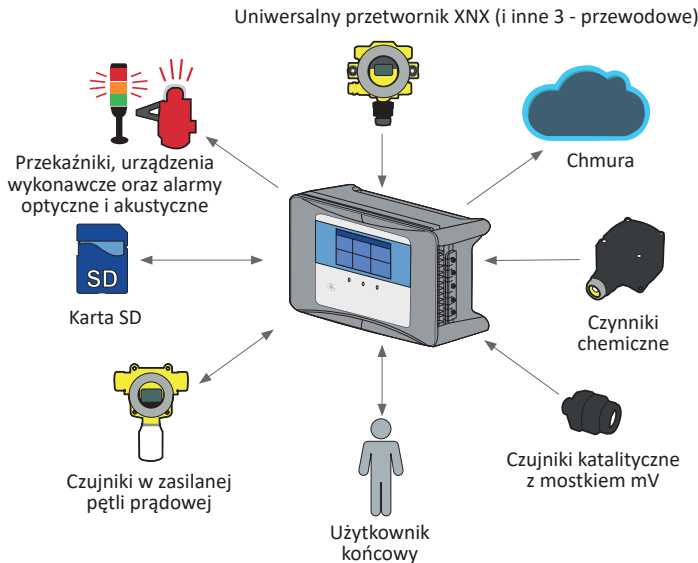 Uniwersalny przetwornik XNX (i inne 3 - przewodowe)
Przekaźniki, urządzenia
wykonawcze oraz alarmy
optyczne i akustyczne
Chmura
SD
Karta SD
Czynniki
chemiczne
Czujniki w zasilanej
pętli prądowej
Użytkownik
końcowy
Czujniki katalityczne
z mostkiem mV